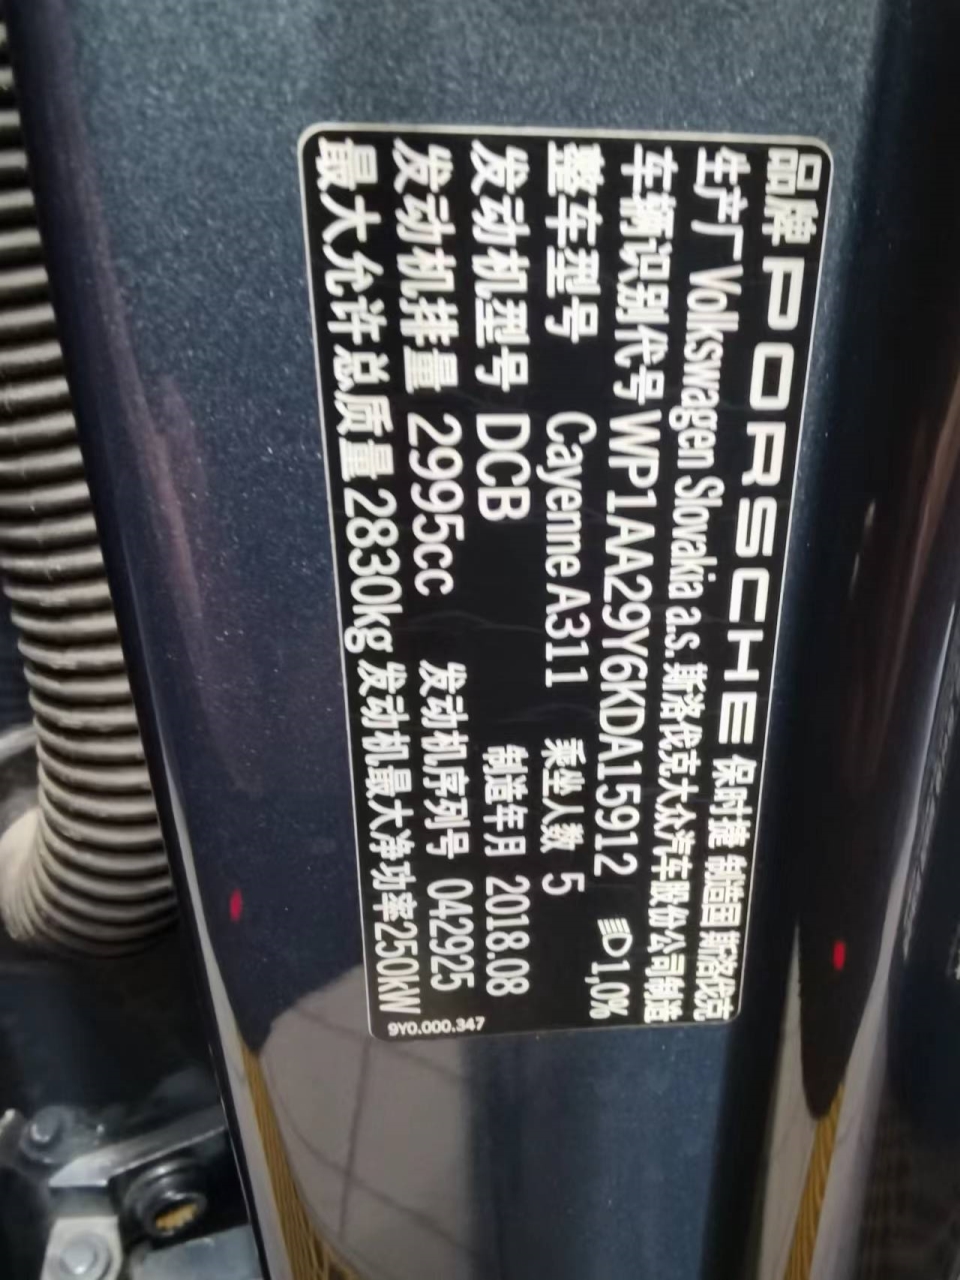 品牌 PORSCHE 保时捷 制造国 斯洛伐克
生产厂 Volkswagen Slovakia a.s. 斯洛伐克大众汽车股份公司制造
车辆识别代号 WP1AA29Y6KDA15912 1,0%
整车型号 Cayenne A311 乘坐人数 5
发动机型号 DCB 制造年月 2018.08
发动机排量 2995cc 发动机序列号 042925
最大允许总质量 2830kg 发动机最大净功率250kW
9Y0.000.347